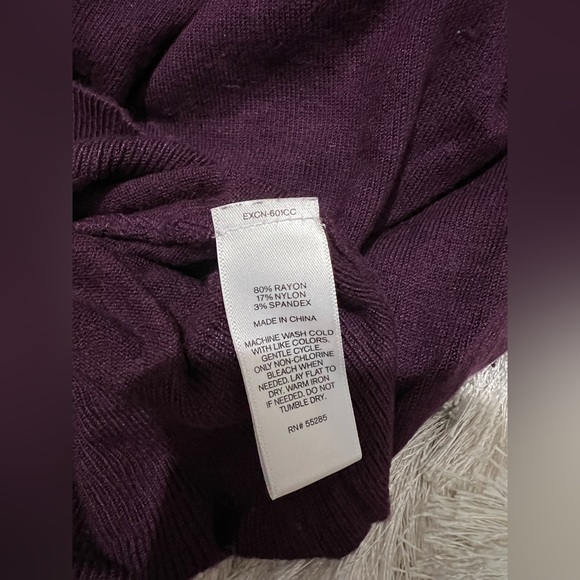 EXCN-601CC
80% RAYON
17% NYLON
3% SPANDEX
MADE IN CHINA
MACHINE WASH COLD
WITH LIKE COLORS.
GENTLE CYCLE.
ONLY NON-CHLORINE
BLEACH WHEN
NEEDED. LAY FLAT TO
DRY. WARM IRON
IF NEEDED. DO NOT
TUMBLE DRY.
RN# 55285